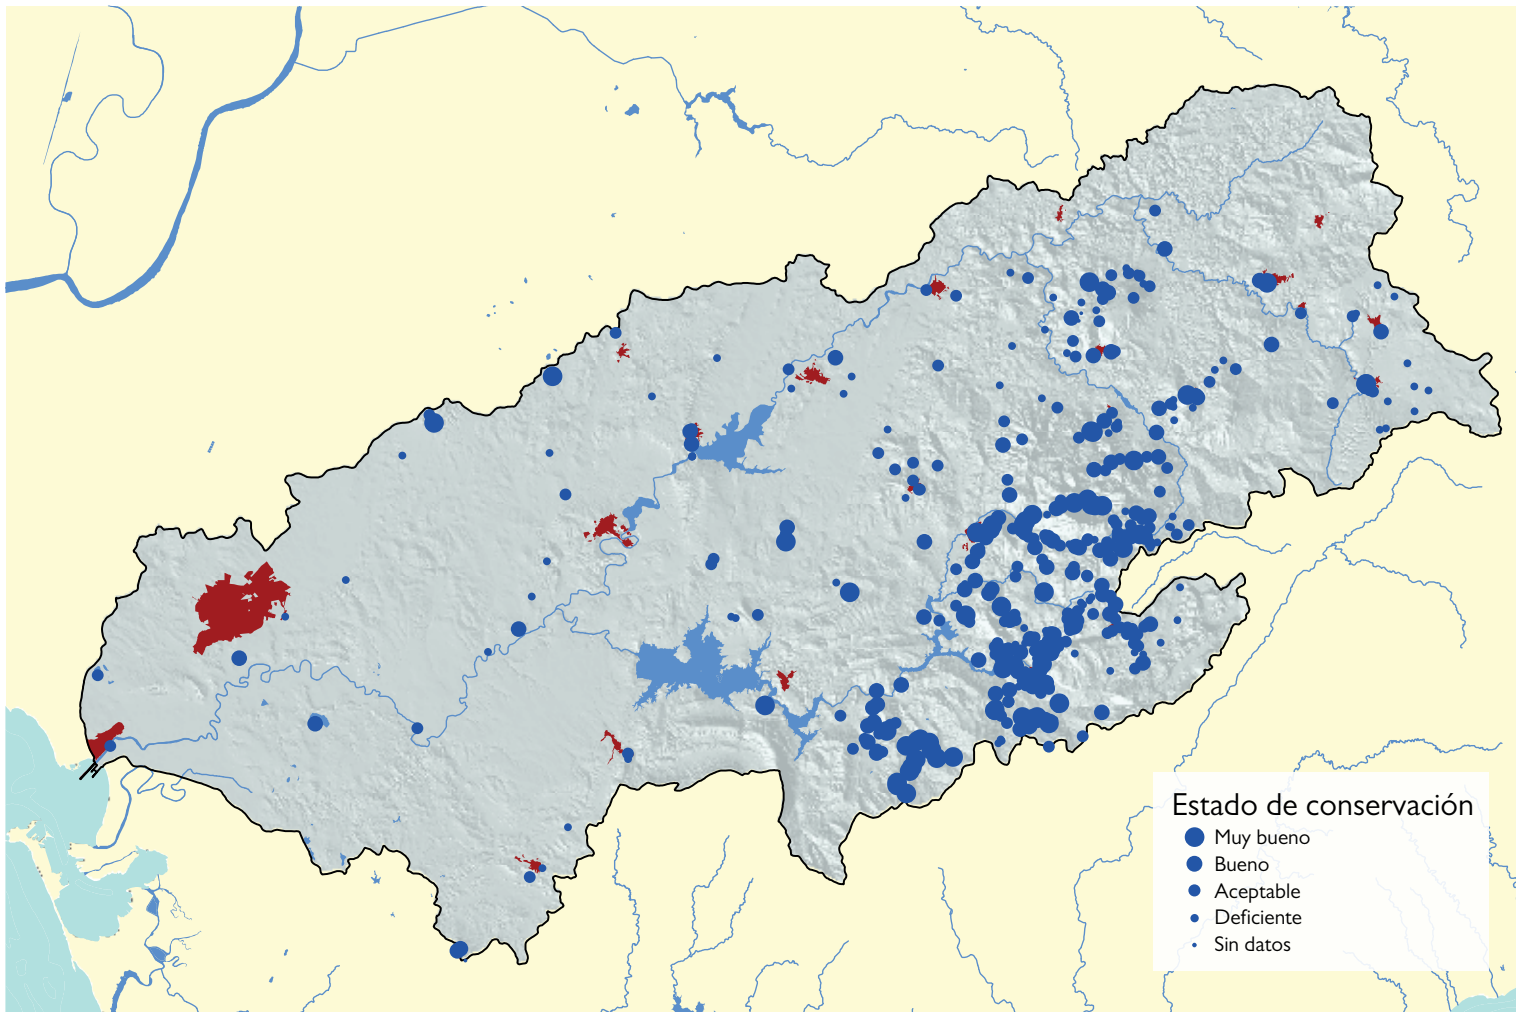 Estado de conservación
Muy bueno
Bueno
Aceptable
Deficiente
Sin datos